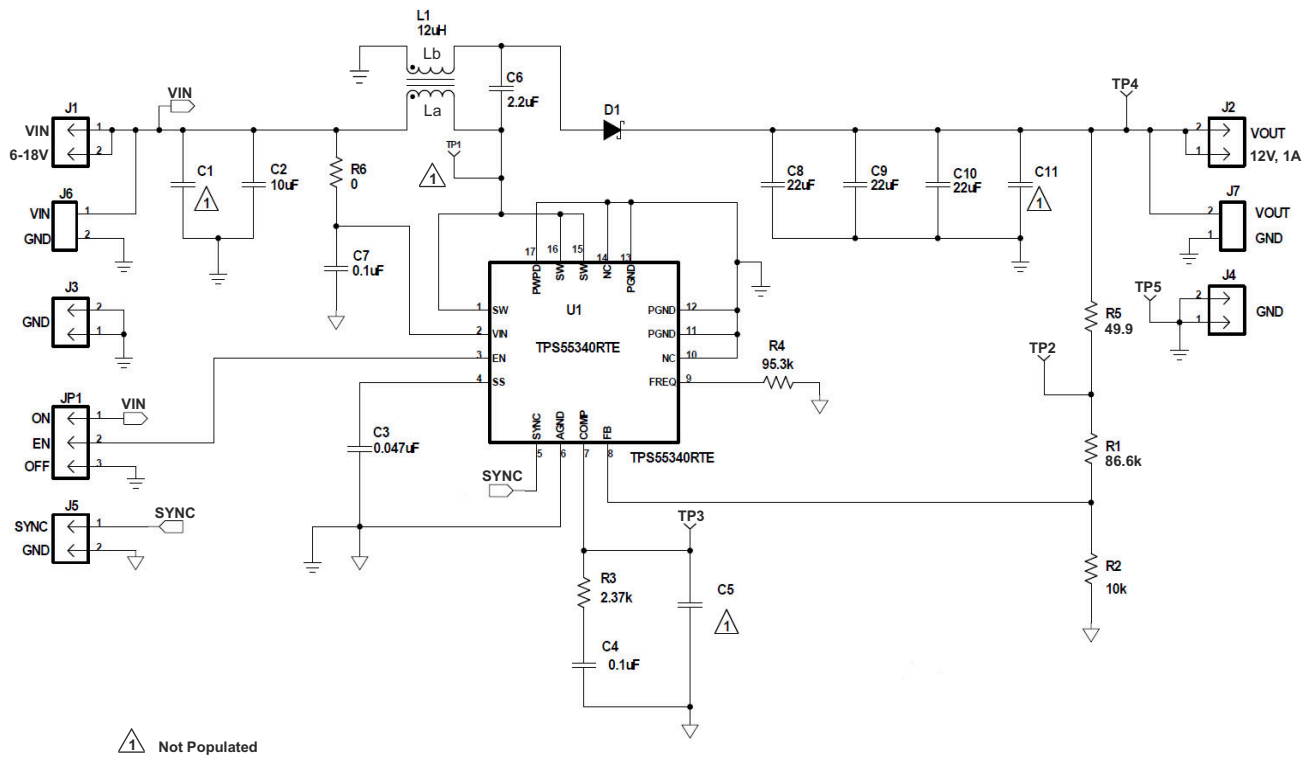 L1
12uH
Lb
La
C6
2.2uF
VIN
J1
VIN
6-18V
1
2
C1
1
C2
10uF
R6
0
TP1
1
D1
TP4
J2
2
1
VOUT
12V, 1A
C8
22uF
C9
22uF
C10
22uF
C11
1
J6
VIN
GND
1
2
J7
2
1
VOUT
GND
C7
0.1uF
17
16
15
14
13
PWPD
SW
SW
NC
PGND
U1
TPS55340RTE
1
SW
2
VIN
3
EN
4
SS
PGND
12
PGND
11
NC
10
FREQ
9
SYNC
AGND
COMP
FB
5
6
7
8
TPS55340RTE
J3
GND
2
1
TP5
J4
2
1
GND
R4
95.3k
R5
49.9
TP2
R1
86.6k
R2
10k
JP1
ON
EN
OFF
1
2
3
VIN
C3
0.047uF
SYNC
J5
SYNC
GND
1
2
SYNC
TP3
R3
2.37k
C5
1
C4
0.1uF
1 Not Populated